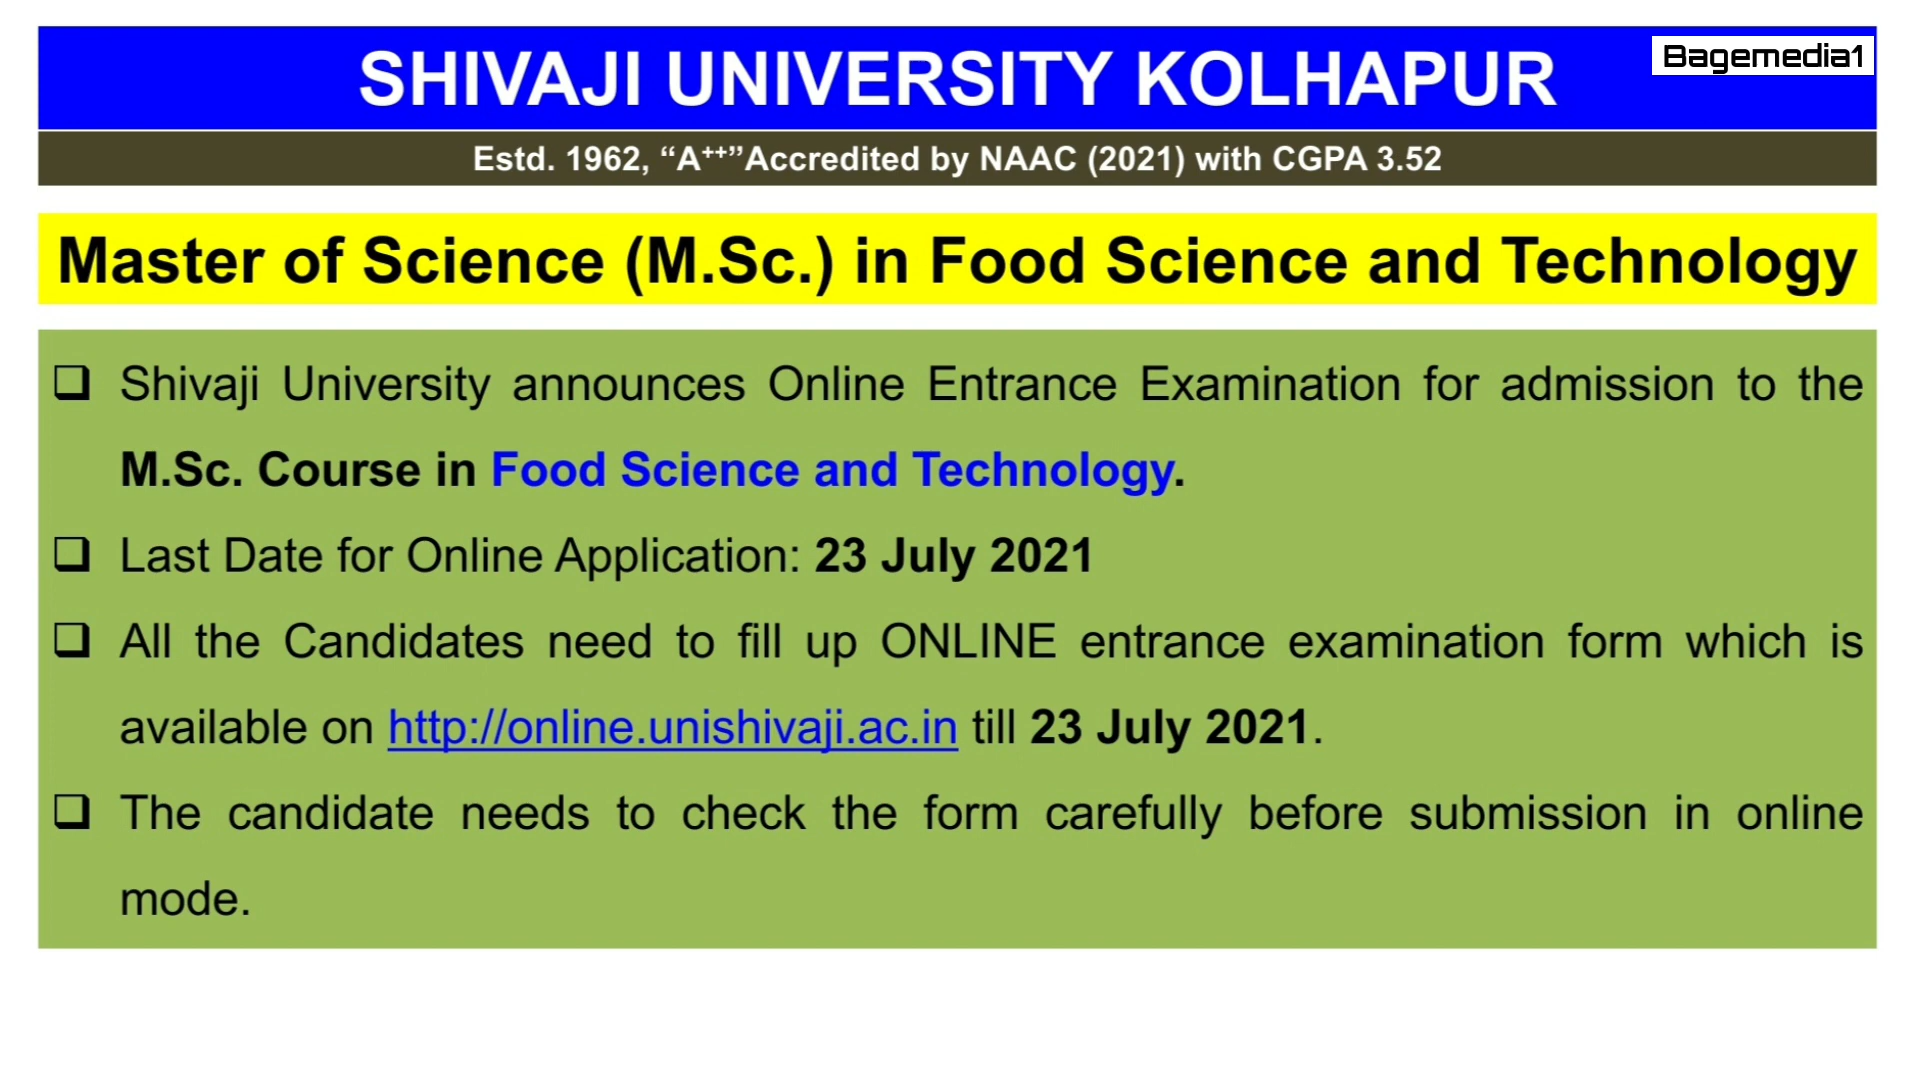 SHIVAJI UNIVERSITY KOLHAPUR
Bagemedia1
Estd. 1962, “A⁺⁺”Accredited by NAAC (2021) with CGPA 3.52
Master of Science (M.Sc.) in Food Science and Technology
❑ Shivaji University announces Online Entrance Examination for admission to the
M.Sc. Course in Food Science and Technology.
❑ Last Date for Online Application: 23 July 2021
❑ All the Candidates need to fill up ONLINE entrance examination form which is
available on http://online.unishivaji.ac.in till 23 July 2021.
❑ The candidate needs to check the form carefully before submission in online
mode.